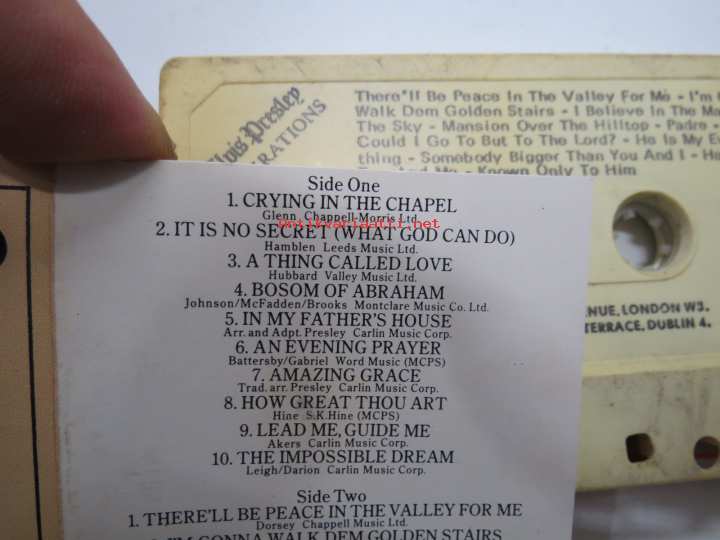 Elvis Presley
There'll Be Peace In The Valley For Me - I'm
Walk Dem Golden Stairs - I Believe In The
The Sky - Mansion Over The Hilltop - Padre -
Could I Go To But To The Lord? - He Is My
thing - Somebody Bigger Than You And I -
Me - Known Only To Him
LONDON W3.
TERRACE, DUBLIN 4.
Side One
1. CRYING IN THE CHAPEL
Glenn Chappell-Morris Ltd.
antikvariaatti.net
2. IT IS NO SECRET (WHAT GOD CAN DO)
Hamblen Leeds Music Ltd.
3. A THING CALLED LOVE
Hubbard Valley Music Ltd.
4. BOSOM OF ABRAHAM
Johnson/McFadden/Brooks Montclare Music Co. Ltd.
5. IN MY FATHER'S HOUSE
Arr. and Adpt. Presley Carlin Music Corp.
6. AN EVENING PRAYER
Battersby/Gabriel Word Music (MCPS)
7. AMAZING GRACE
Trad. arr. Presley Carlin Music Corp.
8. HOW GREAT THOU ART
Hine S.K.Hine (MCPS)
9. LEAD ME, GUIDE ME
Akers Carlin Music Corp.
10. THE IMPOSSIBLE DREAM
Leigh/Darion Carlin Music Corp.
Side Two
1. THERE'LL BE PEACE IN THE VALLEY FOR ME
Dorsey Chappell Music Ltd.
I'M GONNA WALK DEM GOLDEN STAIRS